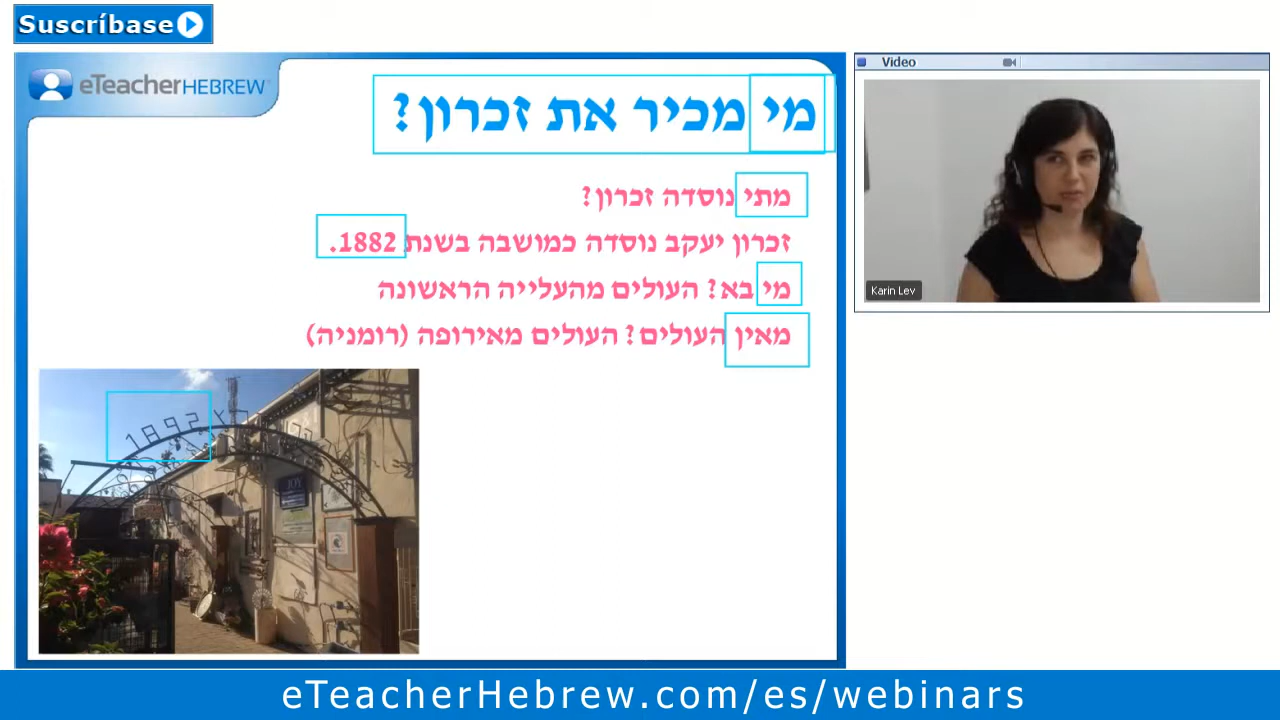 Suscríbase
eTeacherHEBREW
מי מכיר את זכרון?
מתי נוסדה זכרון?
זכרון יעקב נוסדה כמושבה בשנת 1882.
מי בא? העולים מהעלייה הראשונה
מאין העולים? העולים מאירופה (רומניה)
JOY
Video
Karin Lev
eTeacherHebrew.com/es/webinars